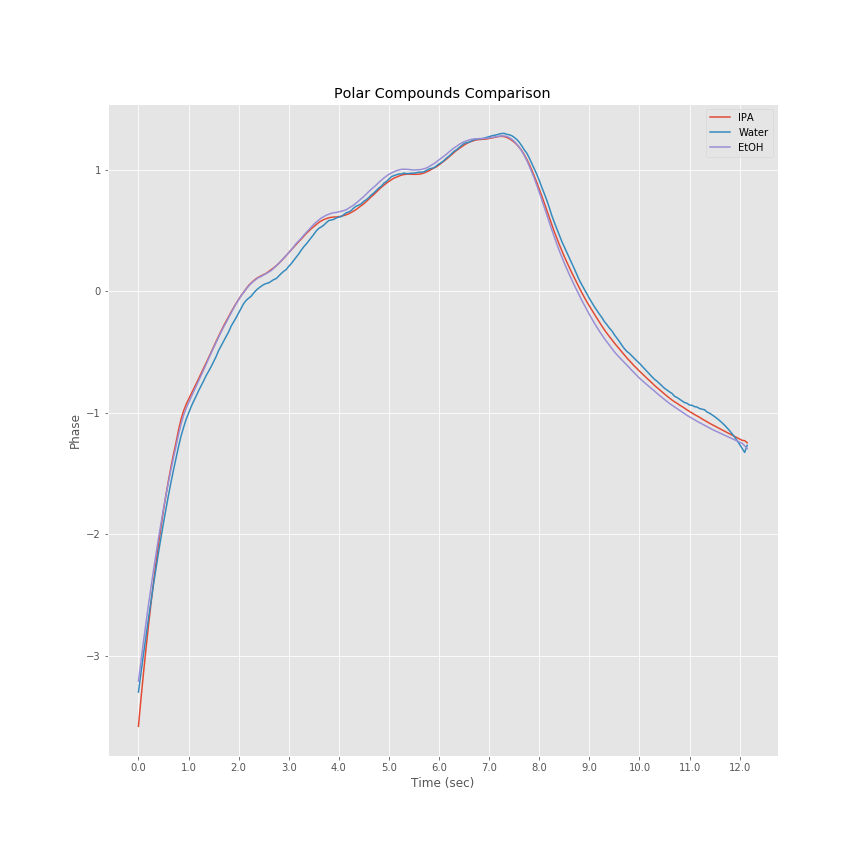 Polar Compounds Comparison
IPA
Water
EtOH
1
0
−1
−2
−3
Phase
0.0 1.0 2.0 3.0 4.0 5.0 6.0 7.0 8.0 9.0 10.0 11.0 12.0
Time (sec)